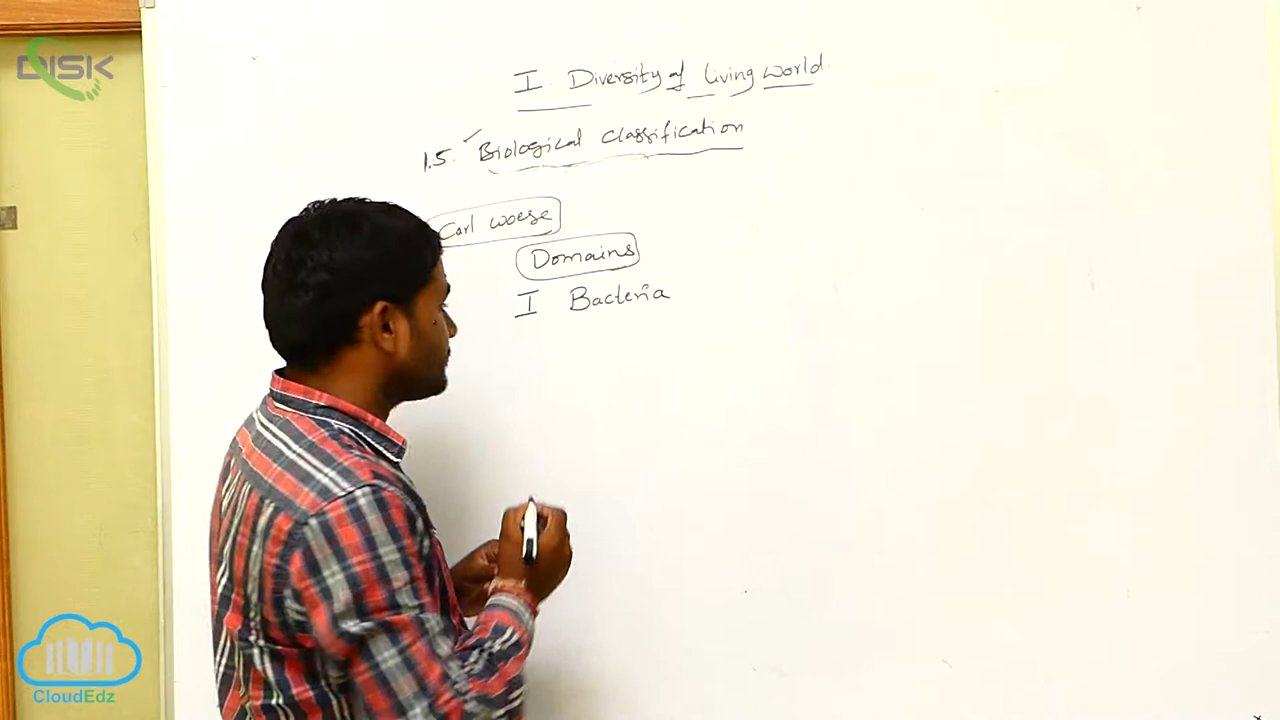 DISK
I. Diversity of living world.
1.5. Biological classification
Carl woese
Domains
I Bacteria
CloudEdz